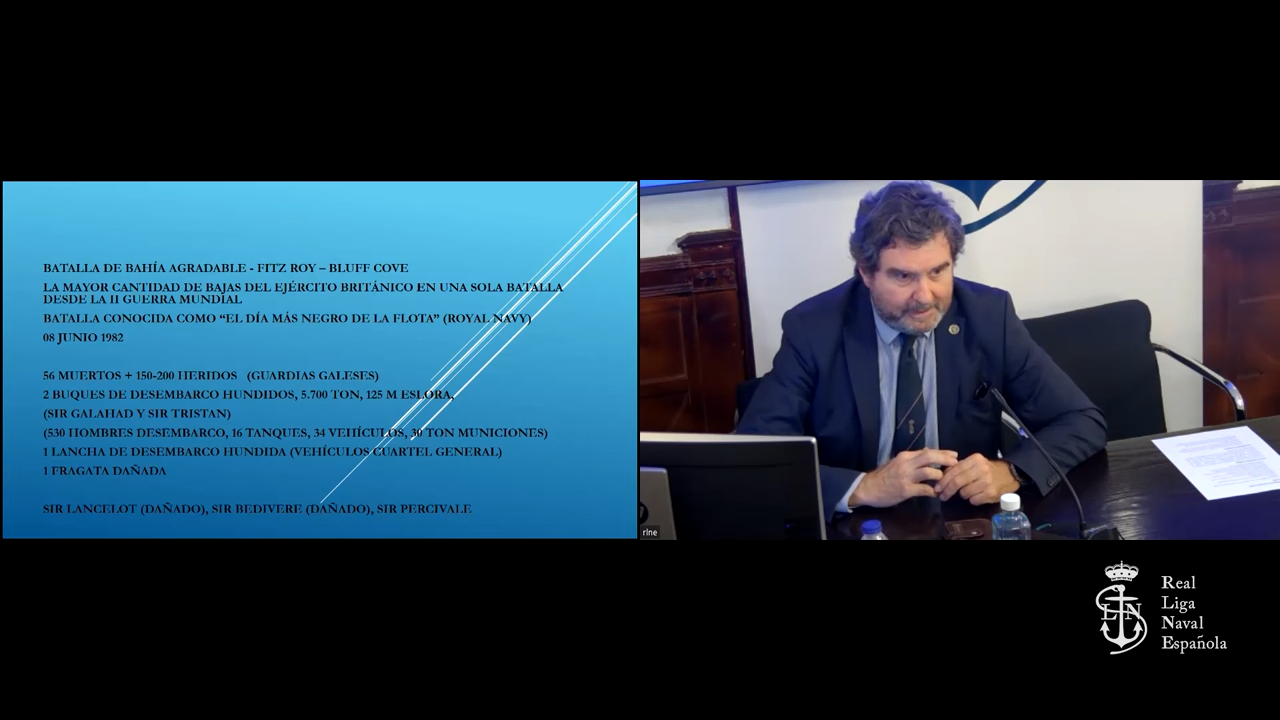 BATALLA DE BAHÍA AGRADABLE - FITZ ROY – BLUFF COVE
LA MAYOR CANTIDAD DE BAJAS DEL EJÉRCITO BRITÁNICO EN UNA SOLA BATALLA
DESDE LA II GUERRA MUNDIAL
BATALLA CONOCIDA COMO “EL DÍA MÁS NEGRO DE LA FLOTA” (ROYAL NAVY)
08 JUNIO 1982
56 MUERTOS + 150-200 HERIDOS (GUARDIAS GALESES)
2 BUQUES DE DESEMBARCO HUNDIDOS, 5.700 TON, 125 M ESLORA,
(SIR GALAHAD Y SIR TRISTAN)
(530 HOMBRES DESEMBARCO, 16 TANQUES, 34 VEHÍCULOS, 30 TON MUNICIONES)
1 LANCHA DE DESEMBARCO HUNDIDA (VEHÍCULOS CUARTEL GENERAL)
1 FRAGATA DAÑADA
SIR LANCELOT (DAÑADO), SIR BEDIVERE (DAÑADO), SIR PERCIVALE
rlne
LN
Real
Liga
Naval
Española